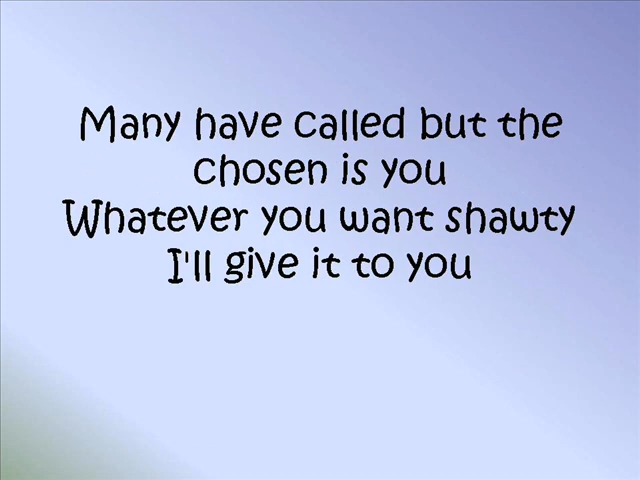 Many have called but the
chosen is you
Whatever you want shawty
I'll give it to you